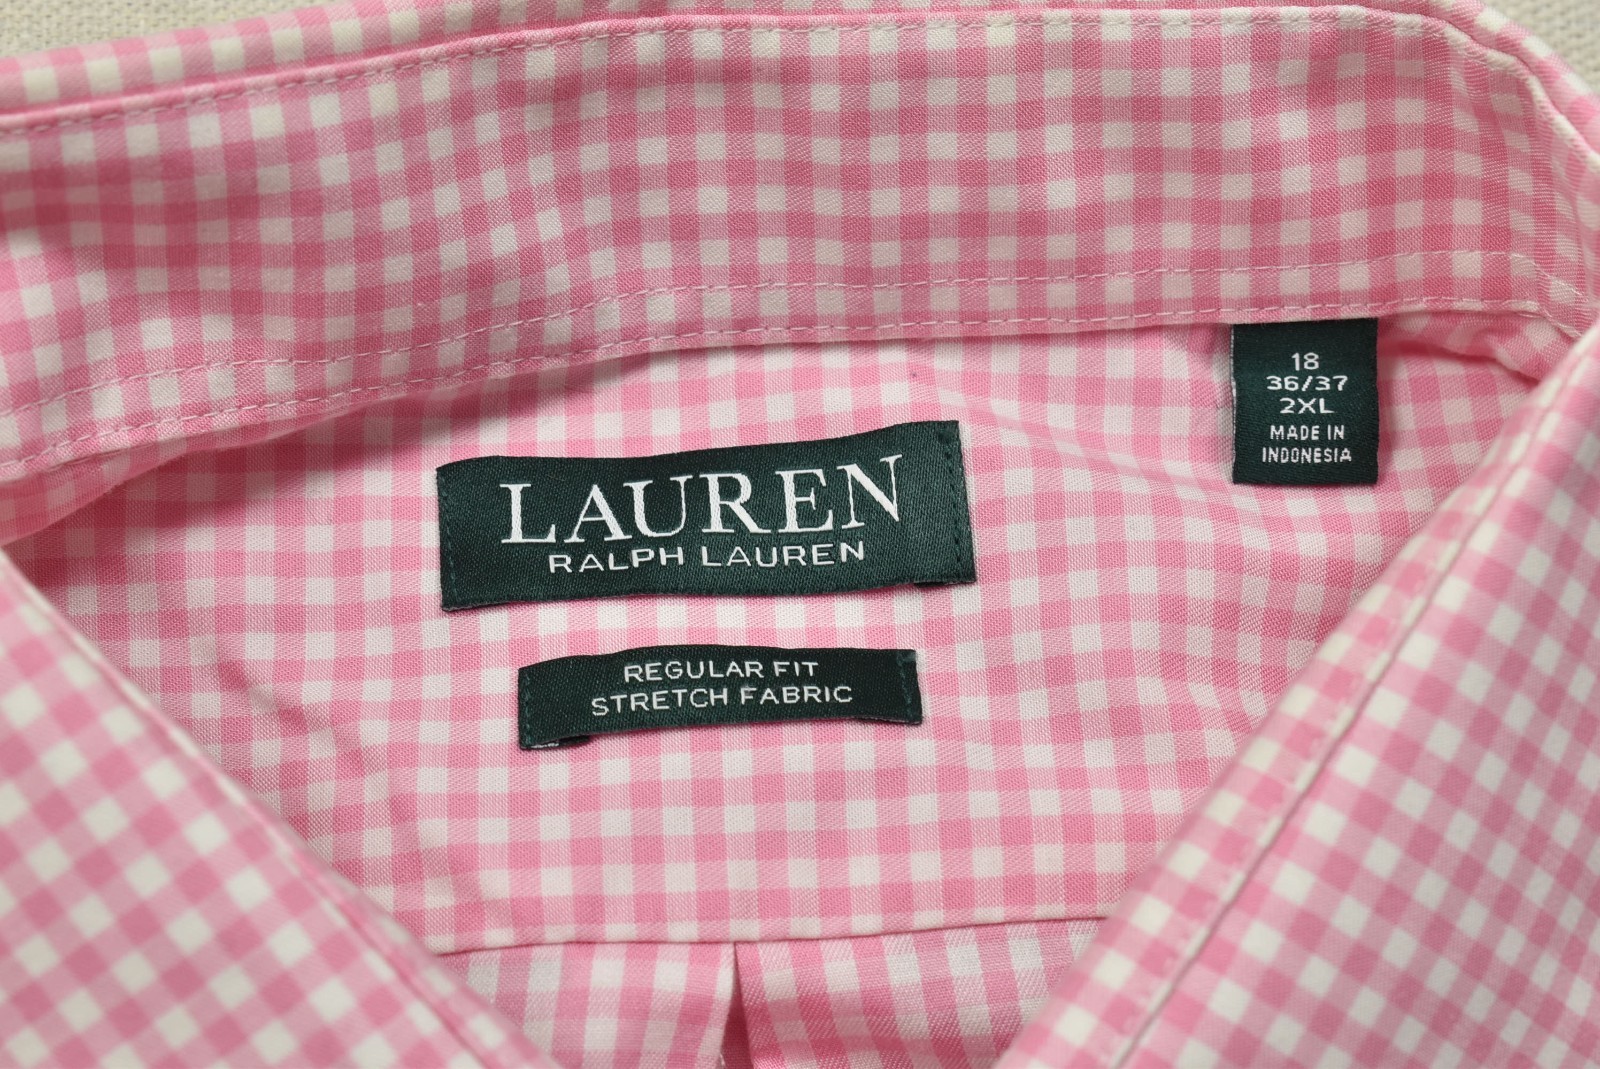 LAUREN
RALPH LAUREN
REGULAR FIT
STRETCH FABRIC
18
36/37
2XL
MADE IN
INDONESIA